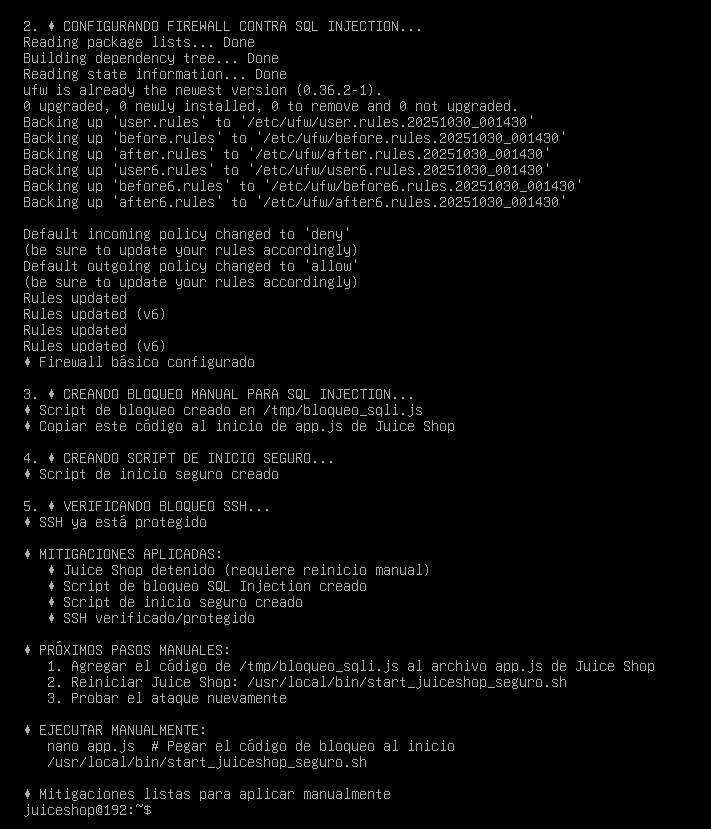 2. ♦ CONFIGURANDO FIREWALL CONTRA SQL INJECTION...
Reading package lists... Done
Building dependency tree... Done
Reading state information... Done
ufw is already the newest version (0.36.2-1).
0 upgraded, 0 newly installed, 0 to remove and 0 not upgraded.
Backing up 'user.rules' to '/etc/ufw/user.rules.20251030_001430'
Backing up 'before.rules' to '/etc/ufw/before.rules.20251030_001430'
Backing up 'after.rules' to '/etc/ufw/after.rules.20251030_001430'
Backing up 'user6.rules' to '/etc/ufw/user6.rules.20251030_001430'
Backing up 'before6.rules' to '/etc/ufw/before6.rules.20251030_001430'
Backing up 'after6.rules' to '/etc/ufw/after6.rules.20251030_001430'
Default incoming policy changed to 'deny'
(be sure to update your rules accordingly)
Default outgoing policy changed to 'allow'
(be sure to update your rules accordingly)
Rules updated
Rules updated (v6)
Rules updated
Rules updated (v6)
♦ Firewall básico configurado
3. ♦ CREANDO BLOQUEO MANUAL PARA SQL INJECTION...
♦ Script de bloqueo creado en /tmp/bloqueo_sqli.js
♦ Copiar este código al inicio de app.js de Juice Shop
4. ♦ CREANDO SCRIPT DE INICIO SEGURO...
♦ Script de inicio seguro creado
5. ♦ VERIFICANDO BLOQUEO SSH...
♦ SSH ya está protegido
♦ MITIGACIONES APLICADAS:
♦ Juice Shop detenido (requiere reinicio manual)
♦ Script de bloqueo SQL Injection creado
♦ Script de inicio seguro creado
♦ SSH verificado/protegido
♦ PRÓXIMOS PASOS MANUALES:
1. Agregar el código de /tmp/bloqueo_sqli.js al archivo app.js de Juice Shop
2. Reiniciar Juice Shop: /usr/local/bin/start_juiceshop_seguro.sh
3. Probar el ataque nuevamente
♦ EJECUTAR MANUALMENTE:
nano app.js  # Pegar el código de bloqueo al inicio
/usr/local/bin/start_juiceshop_seguro.sh
♦ Mitigaciones listas para aplicar manualmente
juiceshop@192:~$